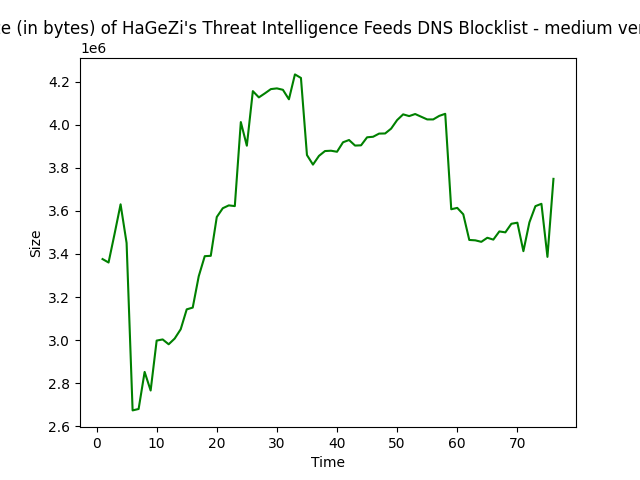 (in bytes) of HaGeZi's Threat Intelligence Feeds DNS Blocklist - medium
1e6
4.2
4.0
3.8
3.6
3.4
3.2
3.0
2.8
2.6
Size
0 10 20 30 40 50 60 70
Time